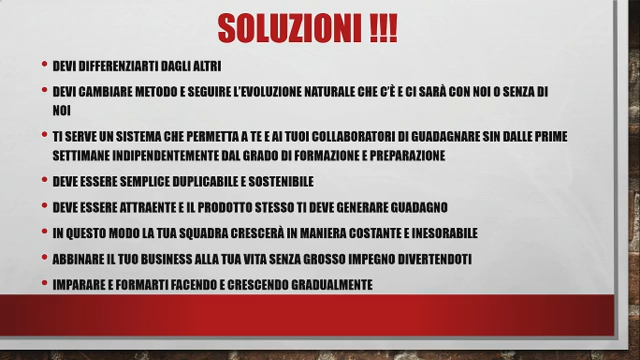 SOLUZIONI !!!
• DEVI DIFFERENZIARTI DAGLI ALTRI
• DEVI CAMBIARE METODO E SEGUIRE L'EVOLUZIONE NATURALE CHE C'È E CI SARÀ CON NOI O SENZA DI
NOI
• TI SERVE UN SISTEMA CHE PERMETTA A TE E AI TUOI COLLABORATORI DI GUADAGNARE SIN DALLE PRIME
SETTIMANE INDIPENDENTEMENTE DAL GRADO DI FORMAZIONE E PREPARAZIONE
• DEVE ESSERE SEMPLICE DUPLICABILE E SOSTENIBILE
• DEVE ESSERE ATTRAENTE E IL PRODOTTO STESSO TI DEVE GENERARE GUADAGNO
• IN QUESTO MODO LA TUA SQUADRA CRESCERÀ IN MANIERA COSTANTE E INESORABILE
• ABBINARE IL TUO BUSINESS ALLA TUA VITA SENZA GROSSO IMPEGNO DIVERTENDOTI
• IMPARARE E FORMARTI FACENDO E CRESCENDO GRADUALMENTE